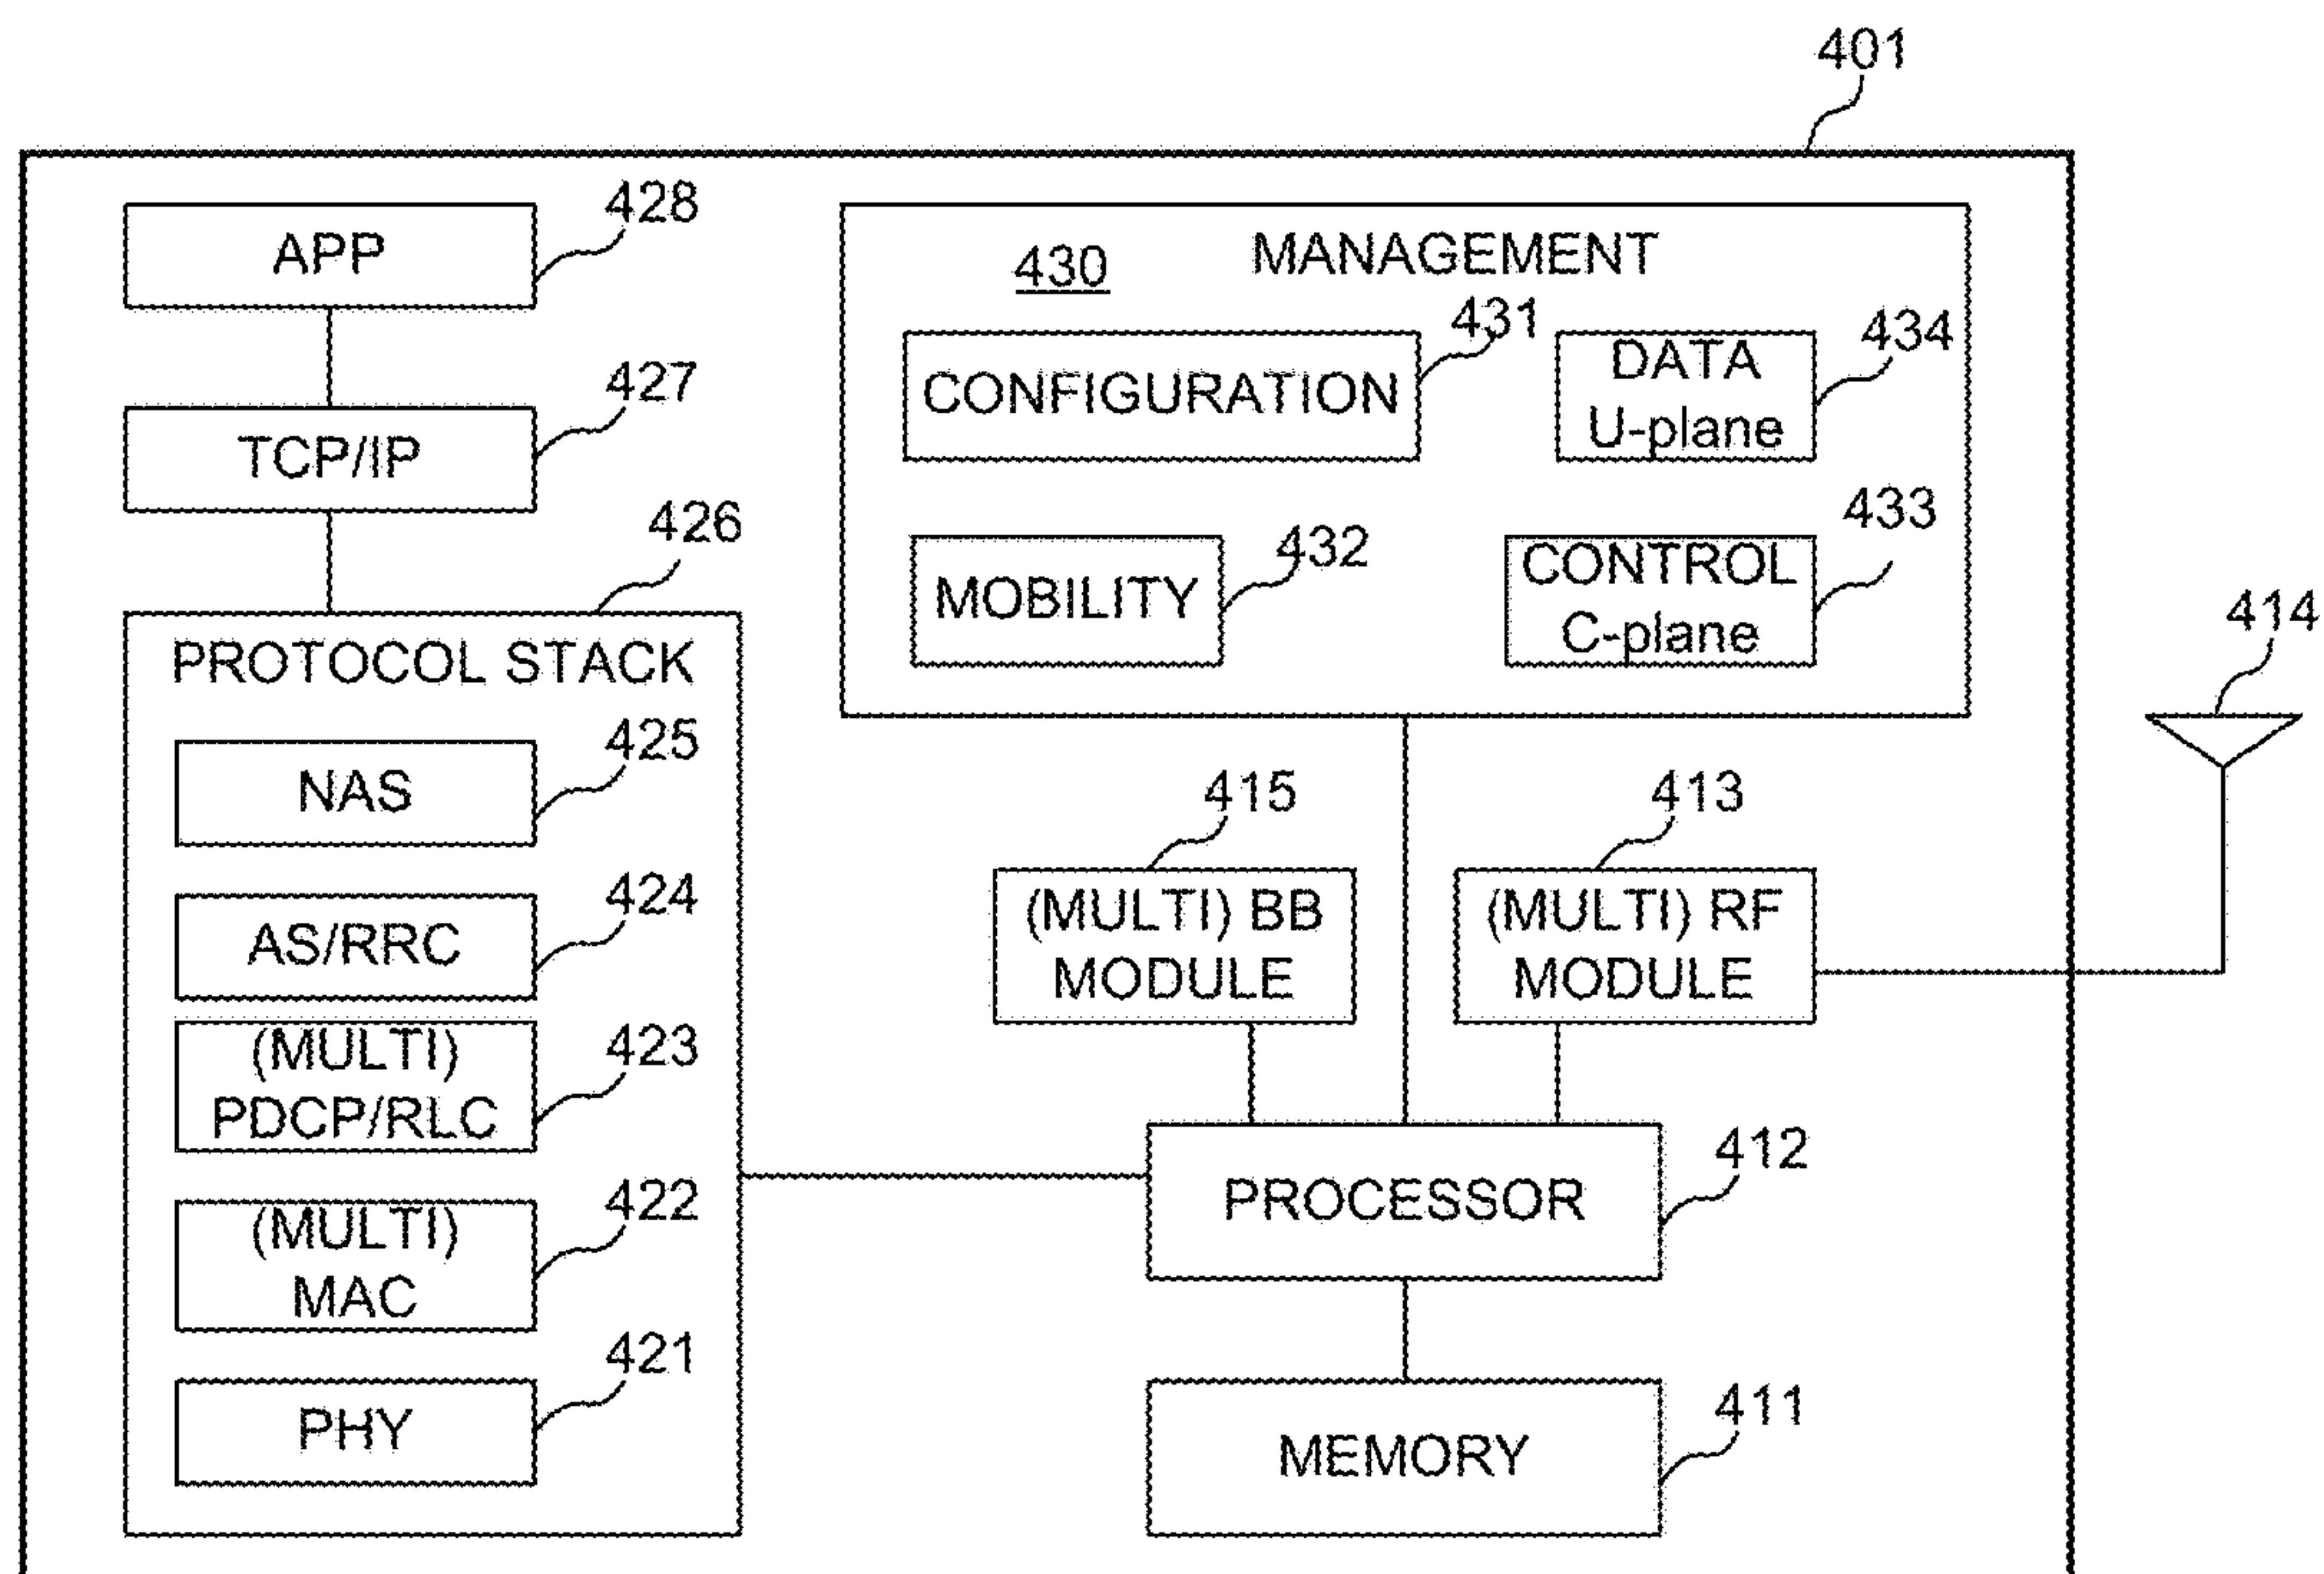 401
428
APP
427
TCP/IP
426
PROTOCOL STACK
425
NAS
424
AS/RRC
423
(MULTI)
PDCP/RLC
422
(MULTI)
MAC
421
PHY
430
MANAGEMENT
431
CONFIGURATION
434
DATA
U-plane
432
MOBILITY
433
CONTROL
C-plane
414
415
(MULTI) BB
MODULE
413
(MULTI) RF
MODULE
412
PROCESSOR
411
MEMORY